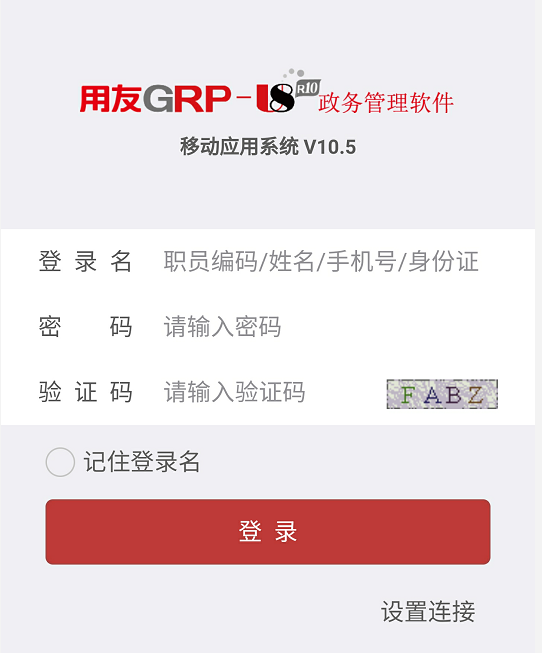 用友GRP-U8 R10 政务管理软件
移动应用系统 V10.5
登 录 名 职员编码/姓名/手机号/身份证
密 码 请输入密码
验 证 码 请输入验证码 FABZ
记住登录名
登 录
设置连接